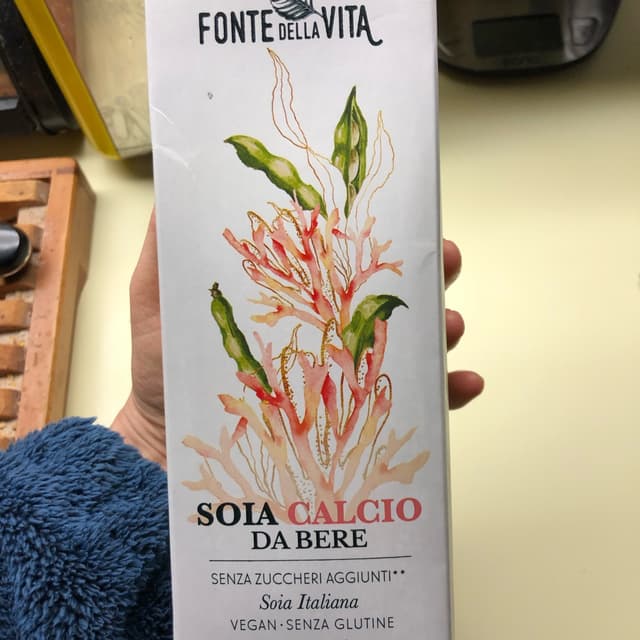 FONTE DELLA VITA
SOIA CALCIO
DA BERE
SENZA ZUCCHERI AGGIUNTI**
Soia Italiana
VEGAN • SENZA GLUTINE